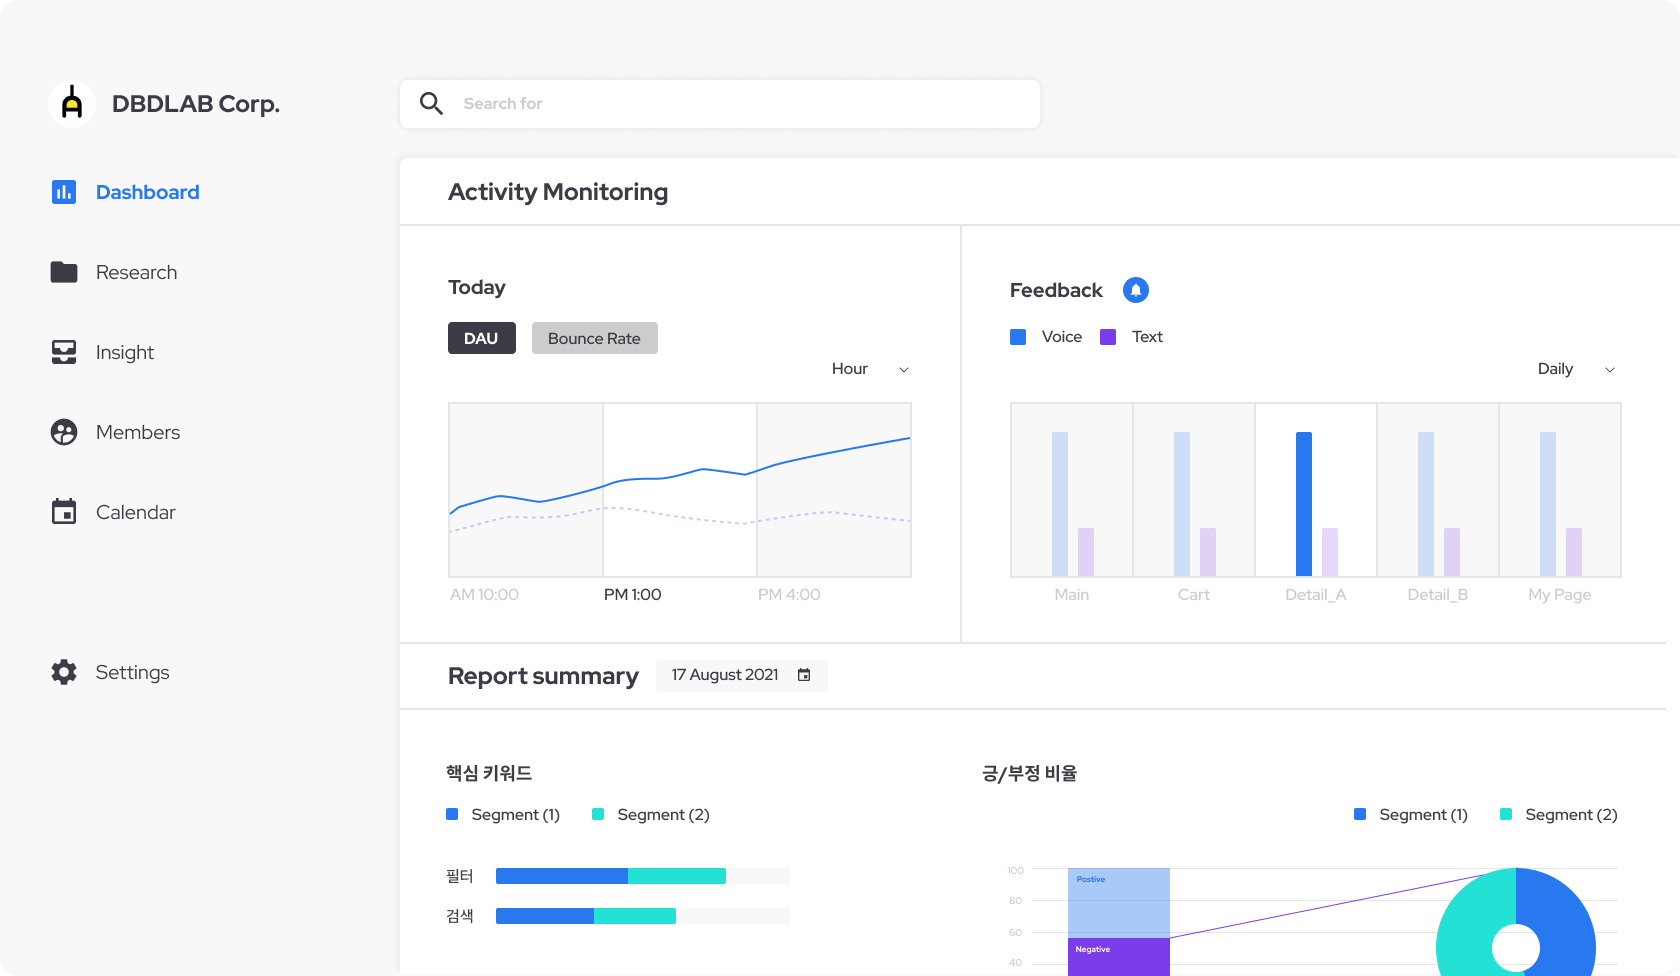 DBDLAB Corp.
Search for
Dashboard
Research
Insight
Members
Calendar
Settings
Activity Monitoring
Today
DAU
Bounce Rate
Hour
AM 10:00
PM 1:00
PM 4:00
Feedback
Voice
Text
Daily
Main
Cart
Detail_A
Detail_B
My Page
Report summary
17 August 2021
핵심 키워드
Segment (1)
Segment (2)
필터
검색
긍/부정 비율
Segment (1)
Segment (2)
100
80
60
40
Postive
Negative